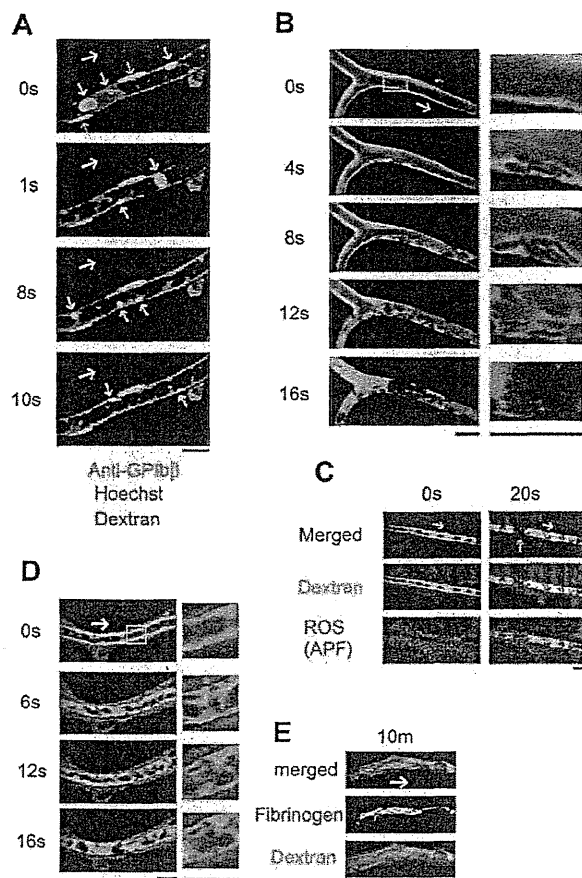 A
0s
1s
8s
10s
Anti-GPIbβ
Hoechst
Dextran
B
0s
4s
8s
12s
16s
C
0s
20s
Merged
Dextran
ROS
(APF)
D
0s
6s
12s
16s
E
10m
merged
Fibrinogen
Dextran